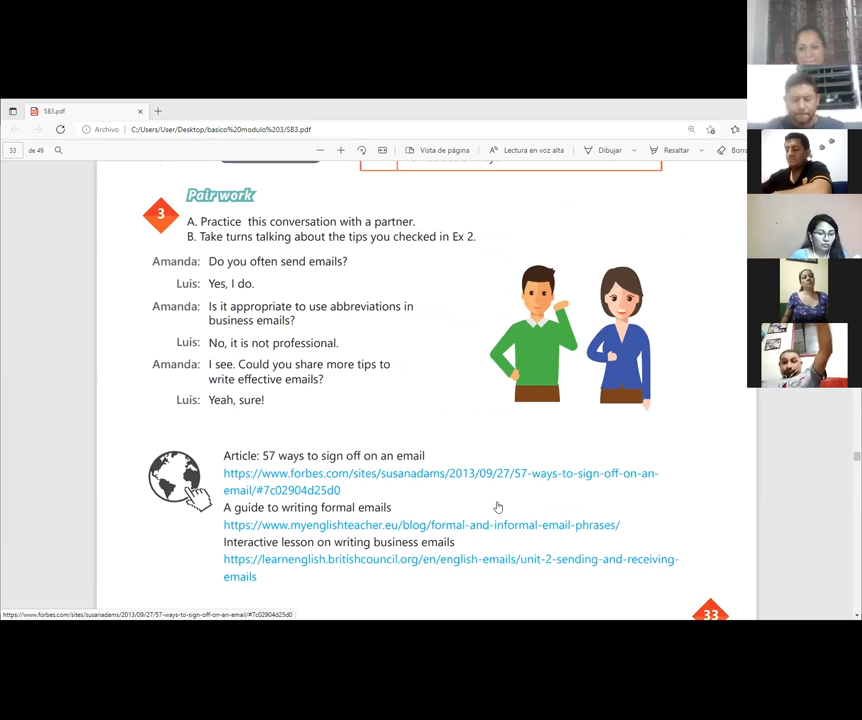 SB3.pdf
Archivo C:/Users/User/Desktop/basico%20modulo%203/SB3.pdf
33 de 49 Vista de página Lectura en voz alta Dibujar Resaltar Borra
Pair work
3
A. Practice this conversation with a partner.
B. Take turns talking about the tips you checked in Ex 2.
Amanda: Do you often send emails?
Luis: Yes, I do.
Amanda: Is it appropriate to use abbreviations in
business emails?
Luis: No, it is not professional.
Amanda: I see. Could you share more tips to
write effective emails?
Luis: Yeah, sure!
Article: 57 ways to sign off on an email
https://www.forbes.com/sites/susanadams/2013/09/27/57-ways-to-sign-off-on-an-
email/#7c02904d25d0
A guide to writing formal emails
https://www.myenglishteacher.eu/blog/formal-and-informal-email-phrases/
Interactive lesson on writing business emails
https://learnenglish.britishcouncil.org/en/english-emails/unit-2-sending-and-receiving-
emails
33
https://www.forbes.com/sites/susanadams/2013/09/27/57-ways-to-sign-off-on-an-email/#7c02904d25d0